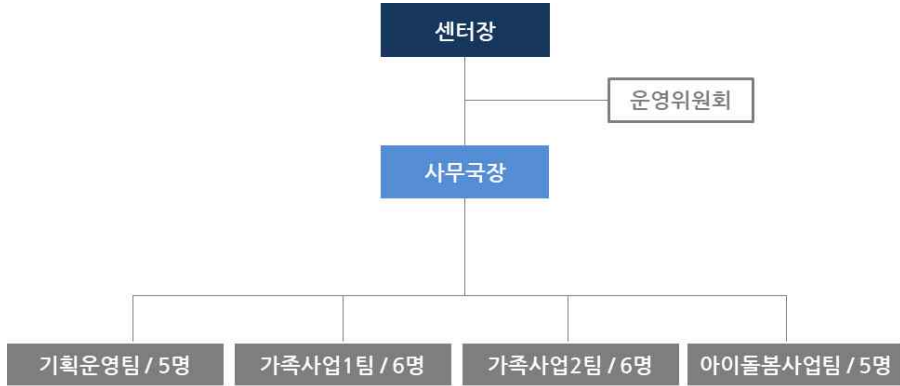 센터장
운영위원회
사무국장
기획운영팀 / 5명
가족사업1팀 / 6명
가족사업2팀 / 6명
아이돌봄사업팀 / 5명